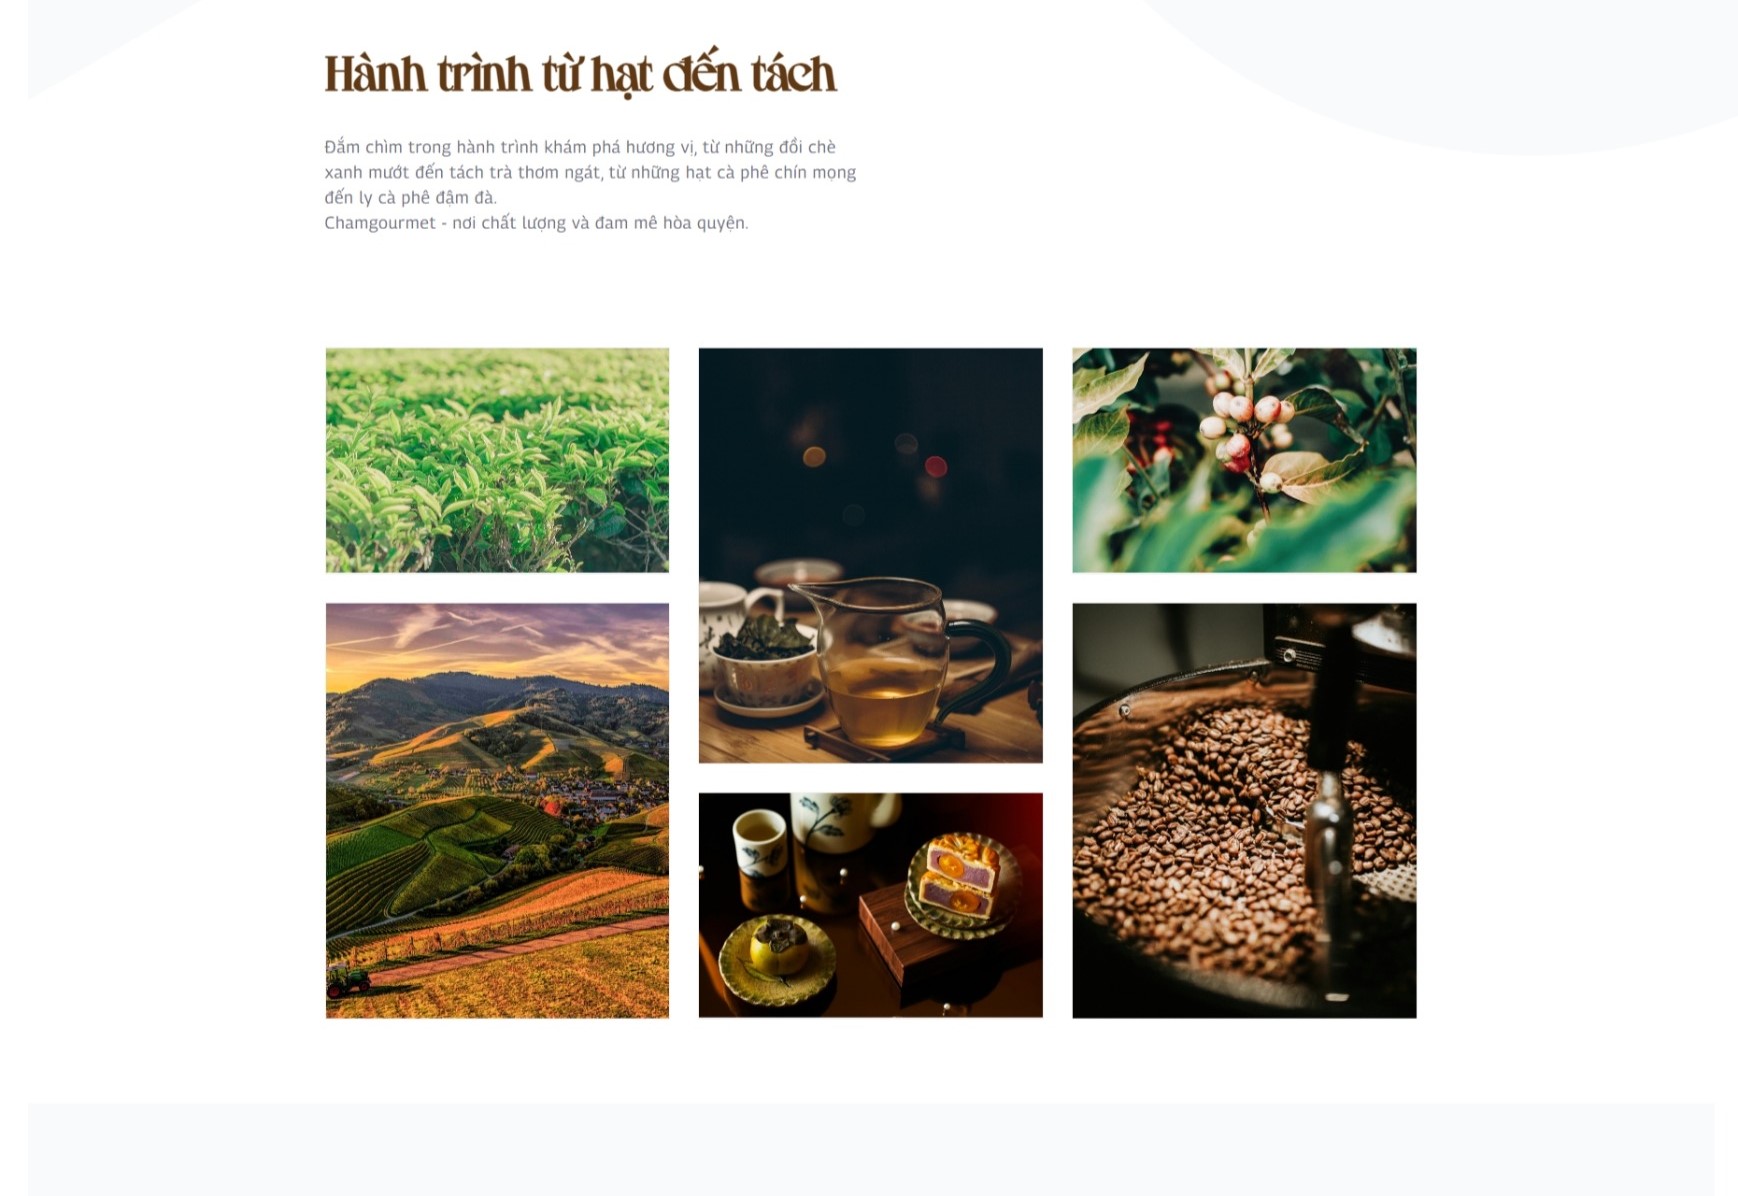 Hành trình từ hạt đến tách
Đắm chìm trong hành trình khám phá hương vị, từ những đồi chè
xanh mướt đến tách trà thơm ngát, từ những hạt cà phê chín mọng
đến ly cà phê đậm đà.
Chamgourmet - nơi chất lượng và đam mê hòa quyện.